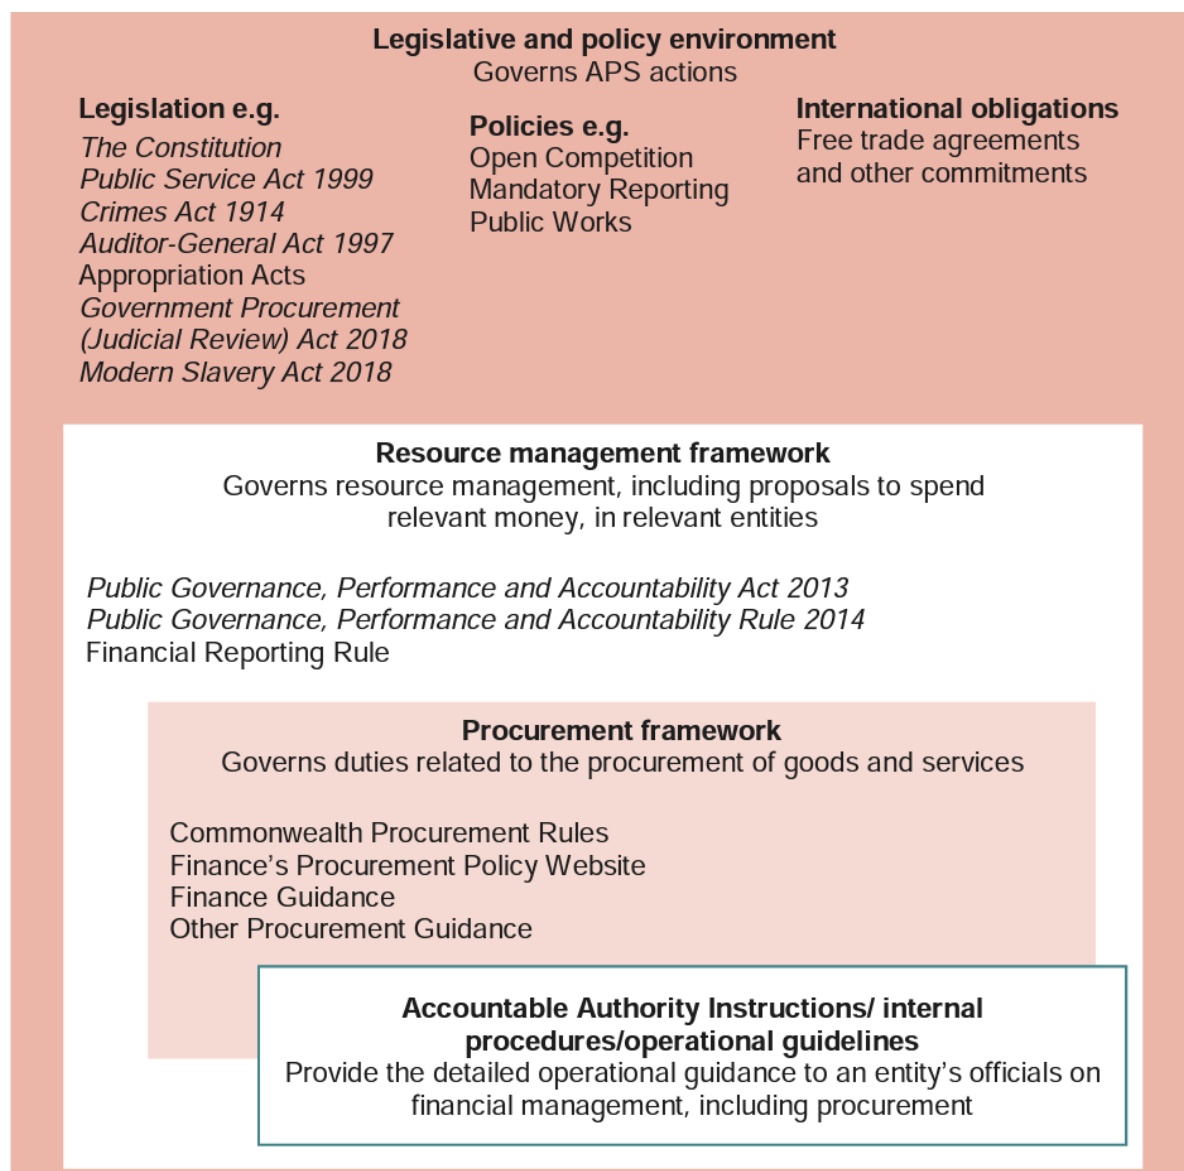 Legislative and policy environment
Governs APS actions
Legislation e.g.
The Constitution
Public Service Act 1999
Crimes Act 1914
Auditor-General Act 1997
Appropriation Acts
Government Procurement
(Judicial Review) Act 2018
Modern Slavery Act 2018
Policies e.g.
Open Competition
Mandatory Reporting
Public Works
International obligations
Free trade agreements
and other commitments
Resource management framework
Governs resource management, including proposals to spend
relevant money, in relevant entities
Public Governance, Performance and Accountability Act 2013
Public Governance, Performance and Accountability Rule 2014
Financial Reporting Rule
Procurement framework
Governs duties related to the procurement of goods and services
Commonwealth Procurement Rules
Finance’s Procurement Policy Website
Finance Guidance
Other Procurement Guidance
Accountable Authority Instructions/ internal
procedures/operational guidelines
Provide the detailed operational guidance to an entity’s officials on
financial management, including procurement